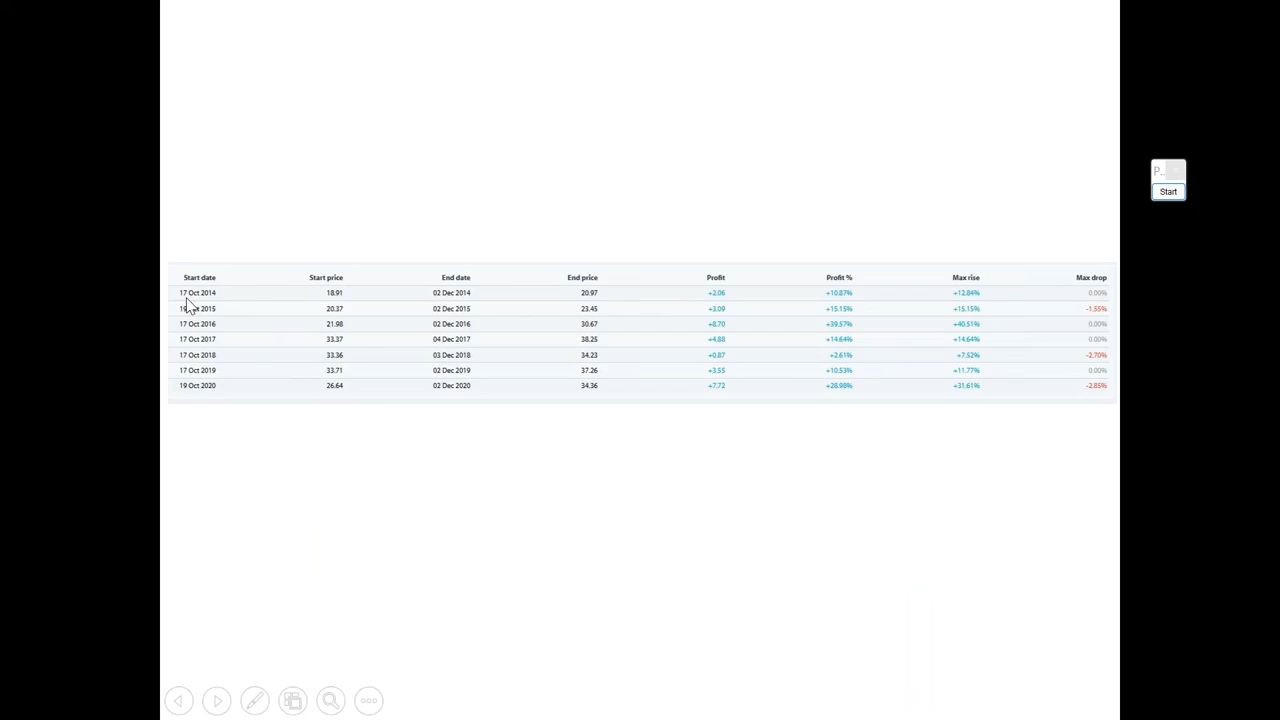 Start date Start price End date End price Profit Profit % Max rise Max drop
17 Oct 2014 18.91 02 Dec 2014 20.97 +2.06 +10.87% +12.84% 0.00%
2015 20.37 02 Dec 2015 23.45 +3.09 +15.15% +15.15% -1.55%
17 Oct 2016 21.98 02 Dec 2016 30.67 +8.70 +39.57% +40.51% 0.00%
17 Oct 2017 33.37 04 Dec 2017 38.25 +4.88 +14.64% +14.64% 0.00%
17 Oct 2018 33.36 03 Dec 2018 34.23 +0.87 +2.61% +7.52% -2.70%
17 Oct 2019 33.71 02 Dec 2019 37.26 +3.55 +10.53% +11.77% 0.00%
19 Oct 2020 26.64 02 Dec 2020 34.36 +7.72 +28.98% +31.61% -2.85%
P..
Start